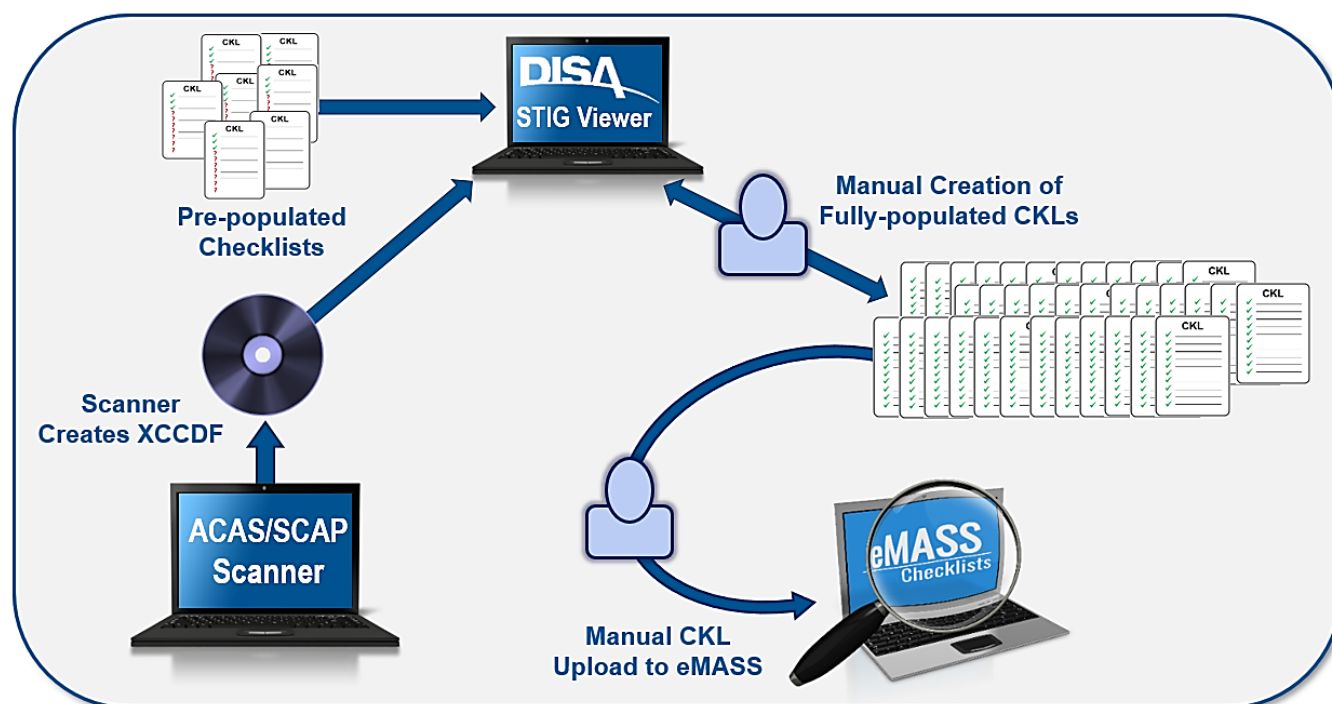 CKL
CKL
CKL
CKL
CKL
CKL
CKL
DISA
STIG Viewer
Pre-populated
Checklists
Manual Creation of
Fully-populated CKLs
CKL
CKL
CKL
Scanner
Creates XCCDF
ACAS/SCAP
Scanner
eMASS
Checklists
Manual CKL
Upload to eMASS